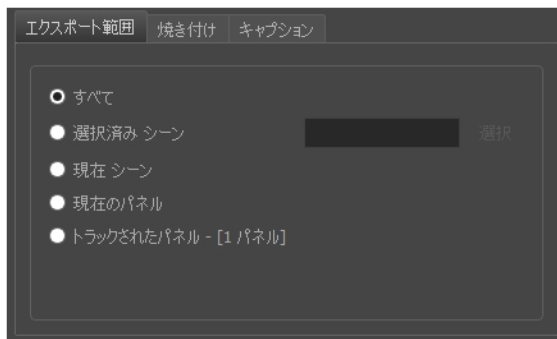 エクスポート範囲 焼き付け キャプション
すべて
選択済み シーン 選択
現在 シーン
現在のパネル
トラックされたパネル - [1 パネル]